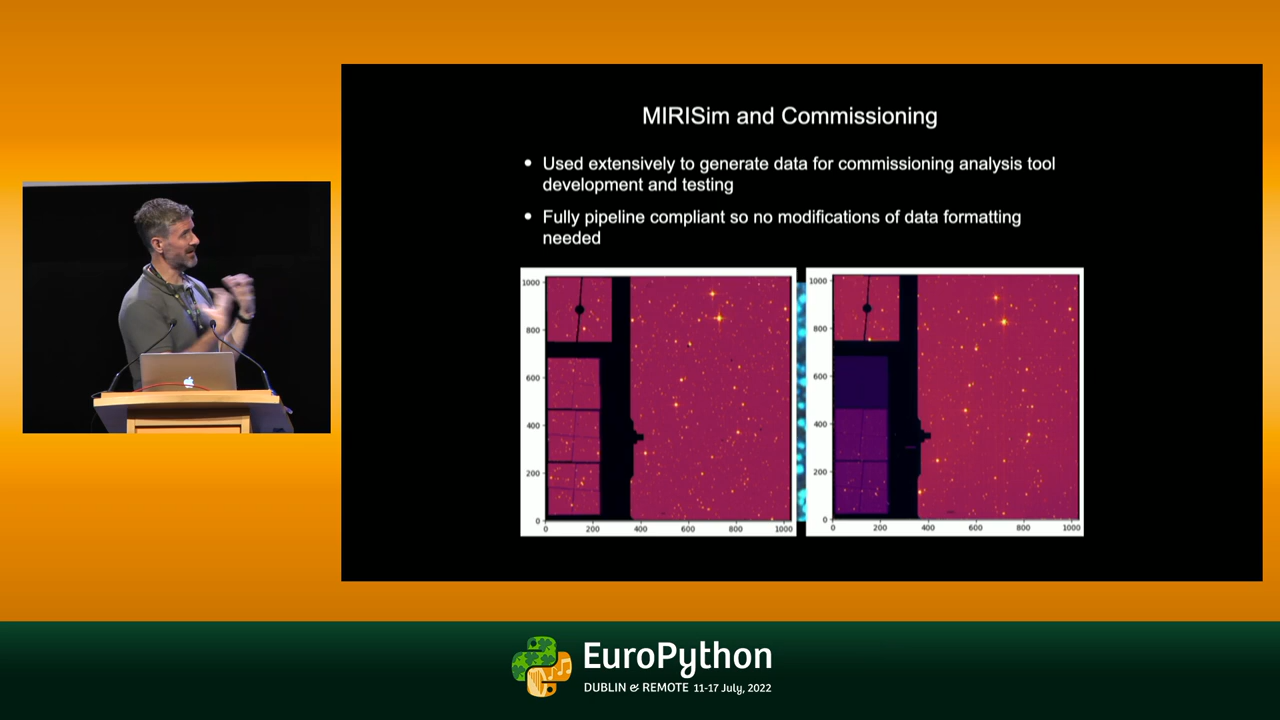 MIRISim and Commissioning
Used extensively to generate data for commissioning analysis tool
development and testing
Fully pipeline compliant so no modifications of data formatting
needed
1000
800
600
400
200
0
0 200 400 600 800 1000
1000
800
600
400
200
0
0 200 400 600 800 1000
EuroPython
DUBLIN & REMOTE 11-17 July, 2022